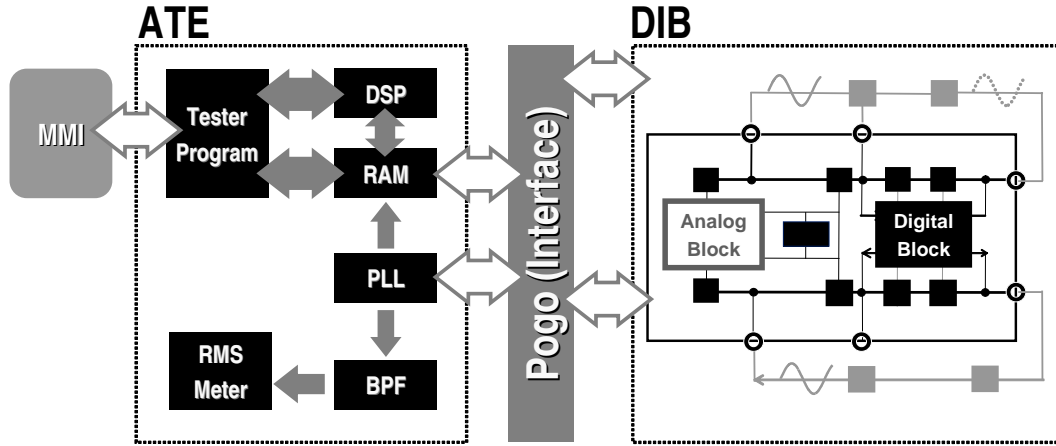 ATE
DIB
MMI
Tester
Program
DSP
RAM
PLL
BPF
RMS
Meter
Pogo (Interface)
Analog
Block
Digital
Block